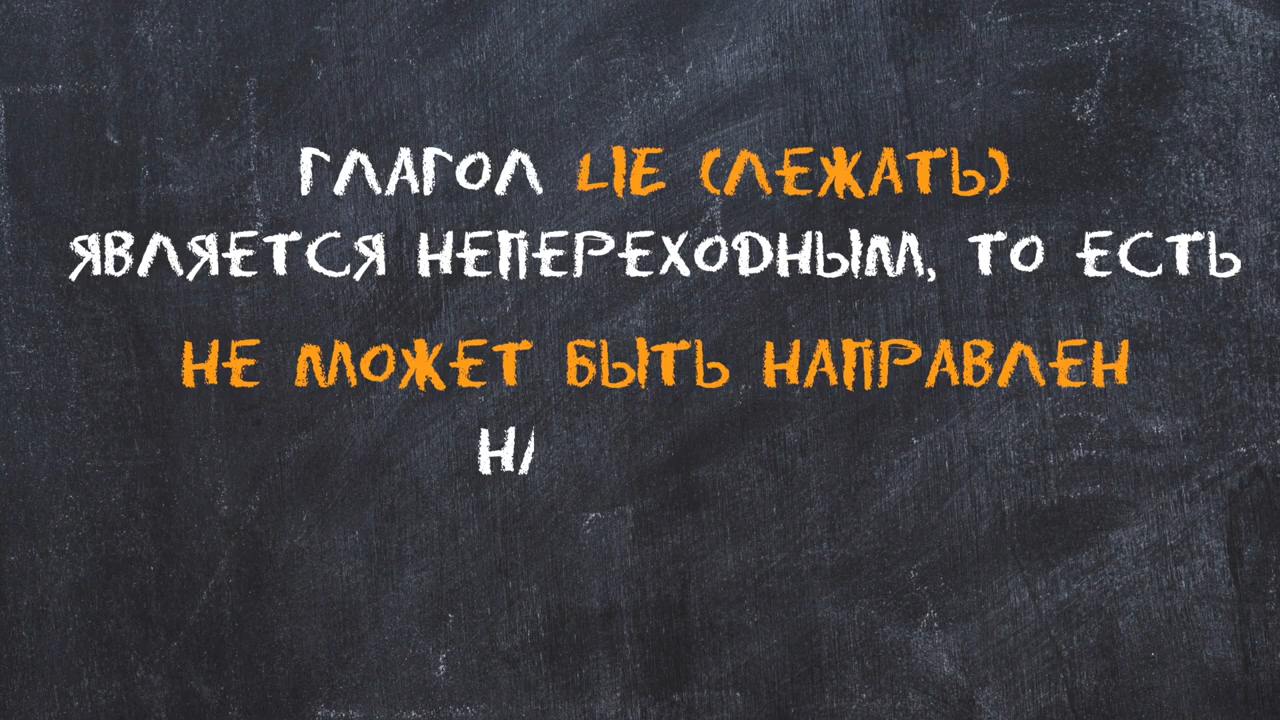 ГЛАГОЛ LIE (ЛЕЖАТЬ)
ЯВЛЯЕТСЯ НЕПЕРЕХОДНЫМ, ТО ЕСТЬ
НЕ МОЖЕТ БЫТЬ НАПРАВЛЕН